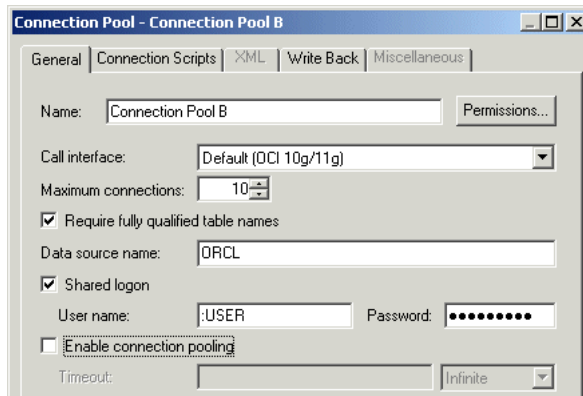 Connection Pool - Connection Pool B
General Connection Scripts XML Write Back Miscellaneous
Name: Connection Pool B Permissions...
Call interface: Default (OCI 10g/11g)
Maximum connections: 10
Require fully qualified table names
Data source name: ORCL
Shared logon
User name: :USER Password: ●●●●●●●●●
Enable connection pooling
Timeout: Infinite